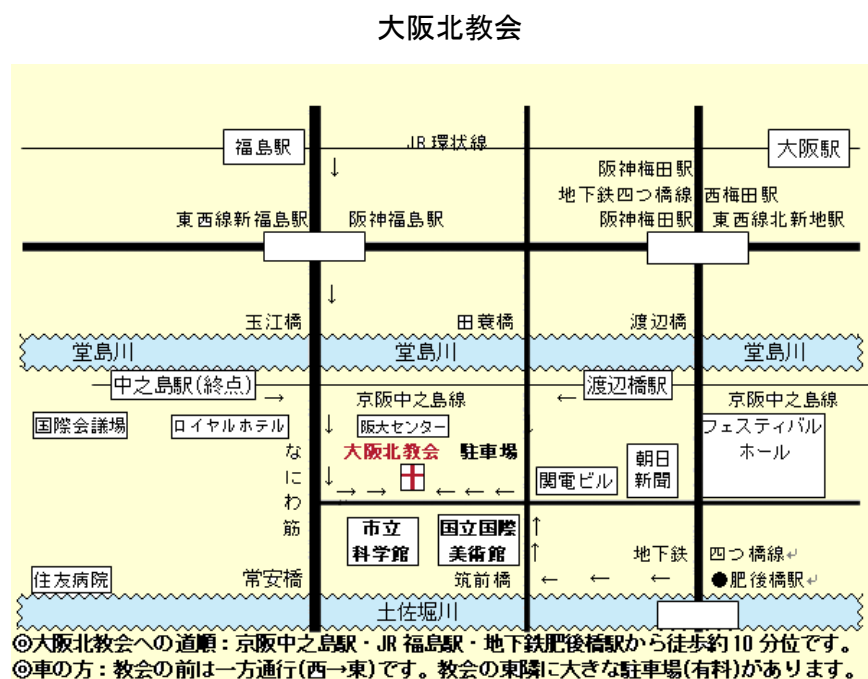 大阪北教会
福島駅
JR環状線
大阪駅
阪神梅田駅
地下鉄四つ橋線
西梅田駅
東西線新福島駅
阪神福島駅
阪神梅田駅
東西線北新地駅
玉江橋
田蓑橋
渡辺橋
堂島川
堂島川
堂島川
中之島駅(終点)
渡辺橋駅
京阪中之島線
京阪中之島線
国際会議場
ロイヤルホテル
阪大センター
フェスティバル
ホール
大阪北教会
駐車場
なにわ筋
関電ビル
朝日
新聞
市立
科学館
国立国際
美術館
地下鉄
四つ橋線
住友病院
常安橋
筑前橋
●肥後橋駅
土佐堀川
◎大阪北教会への道順：京阪中之島駅・JR福島駅・地下鉄肥後橋駅から徒歩約10分位です。
◎車の方：教会の前は一方通行(西→東)です。教会の東隣に大きな駐車場(有料)があります。